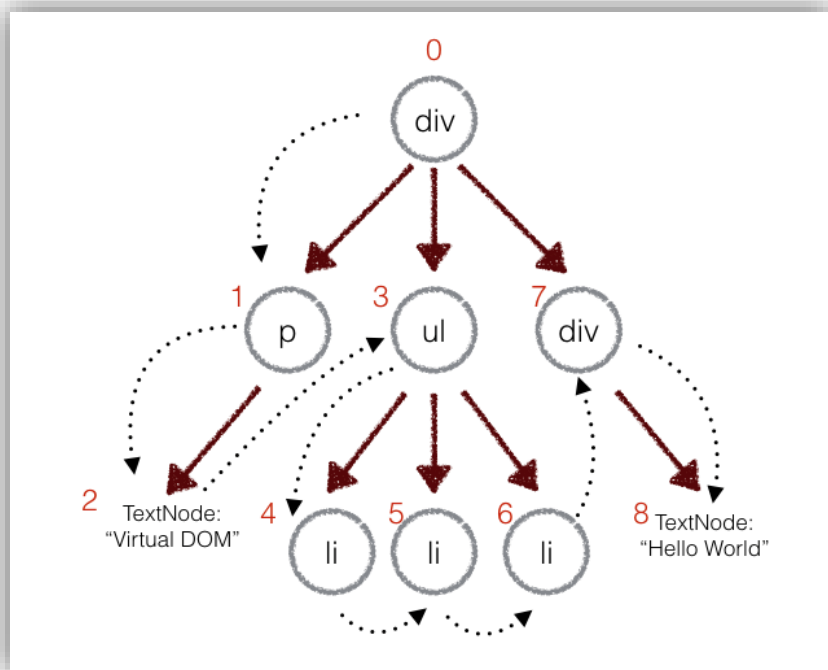 0
div
1
p
3
ul
7
div
2
TextNode:
“Virtual DOM”
4
li
5
li
6
li
8
TextNode:
“Hello World”